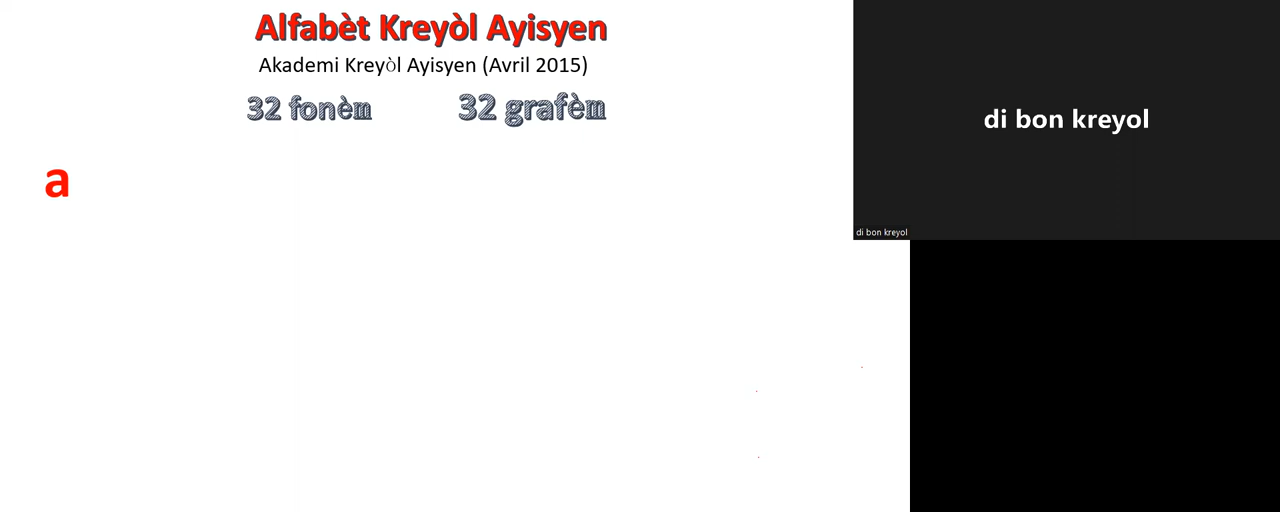 Alfabèt Kreyòl Ayisyen
Akademi Kreyòl Ayisyen (Avril 2015)
32 fonèm 32 grafèm
a
di bon kreyol
di bon kreyol